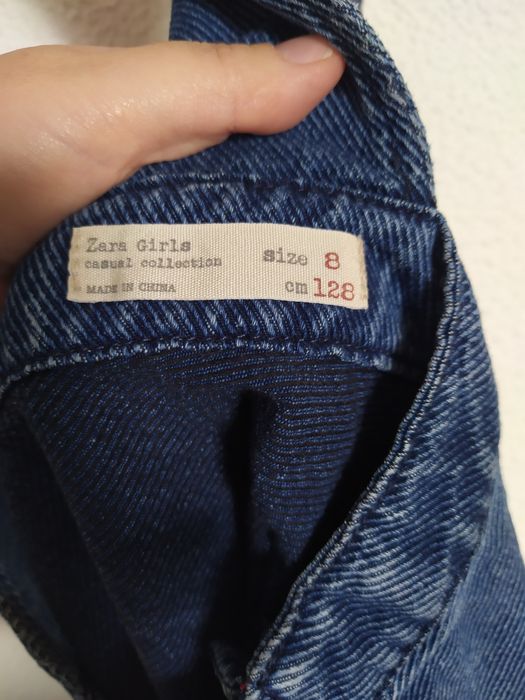 Zara Girls
casual collection
MADE IN CHINA
size 8
cm 128